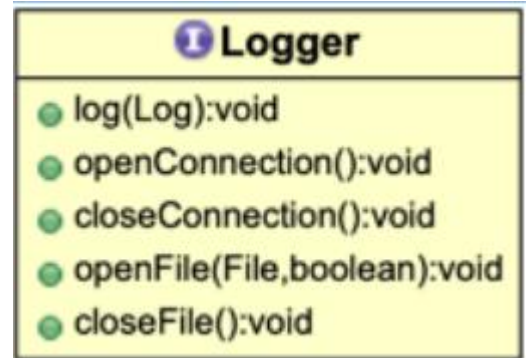 I Logger
log(Log):void
openConnection():void
closeConnection():void
openFile(File,boolean):void
closeFile():void